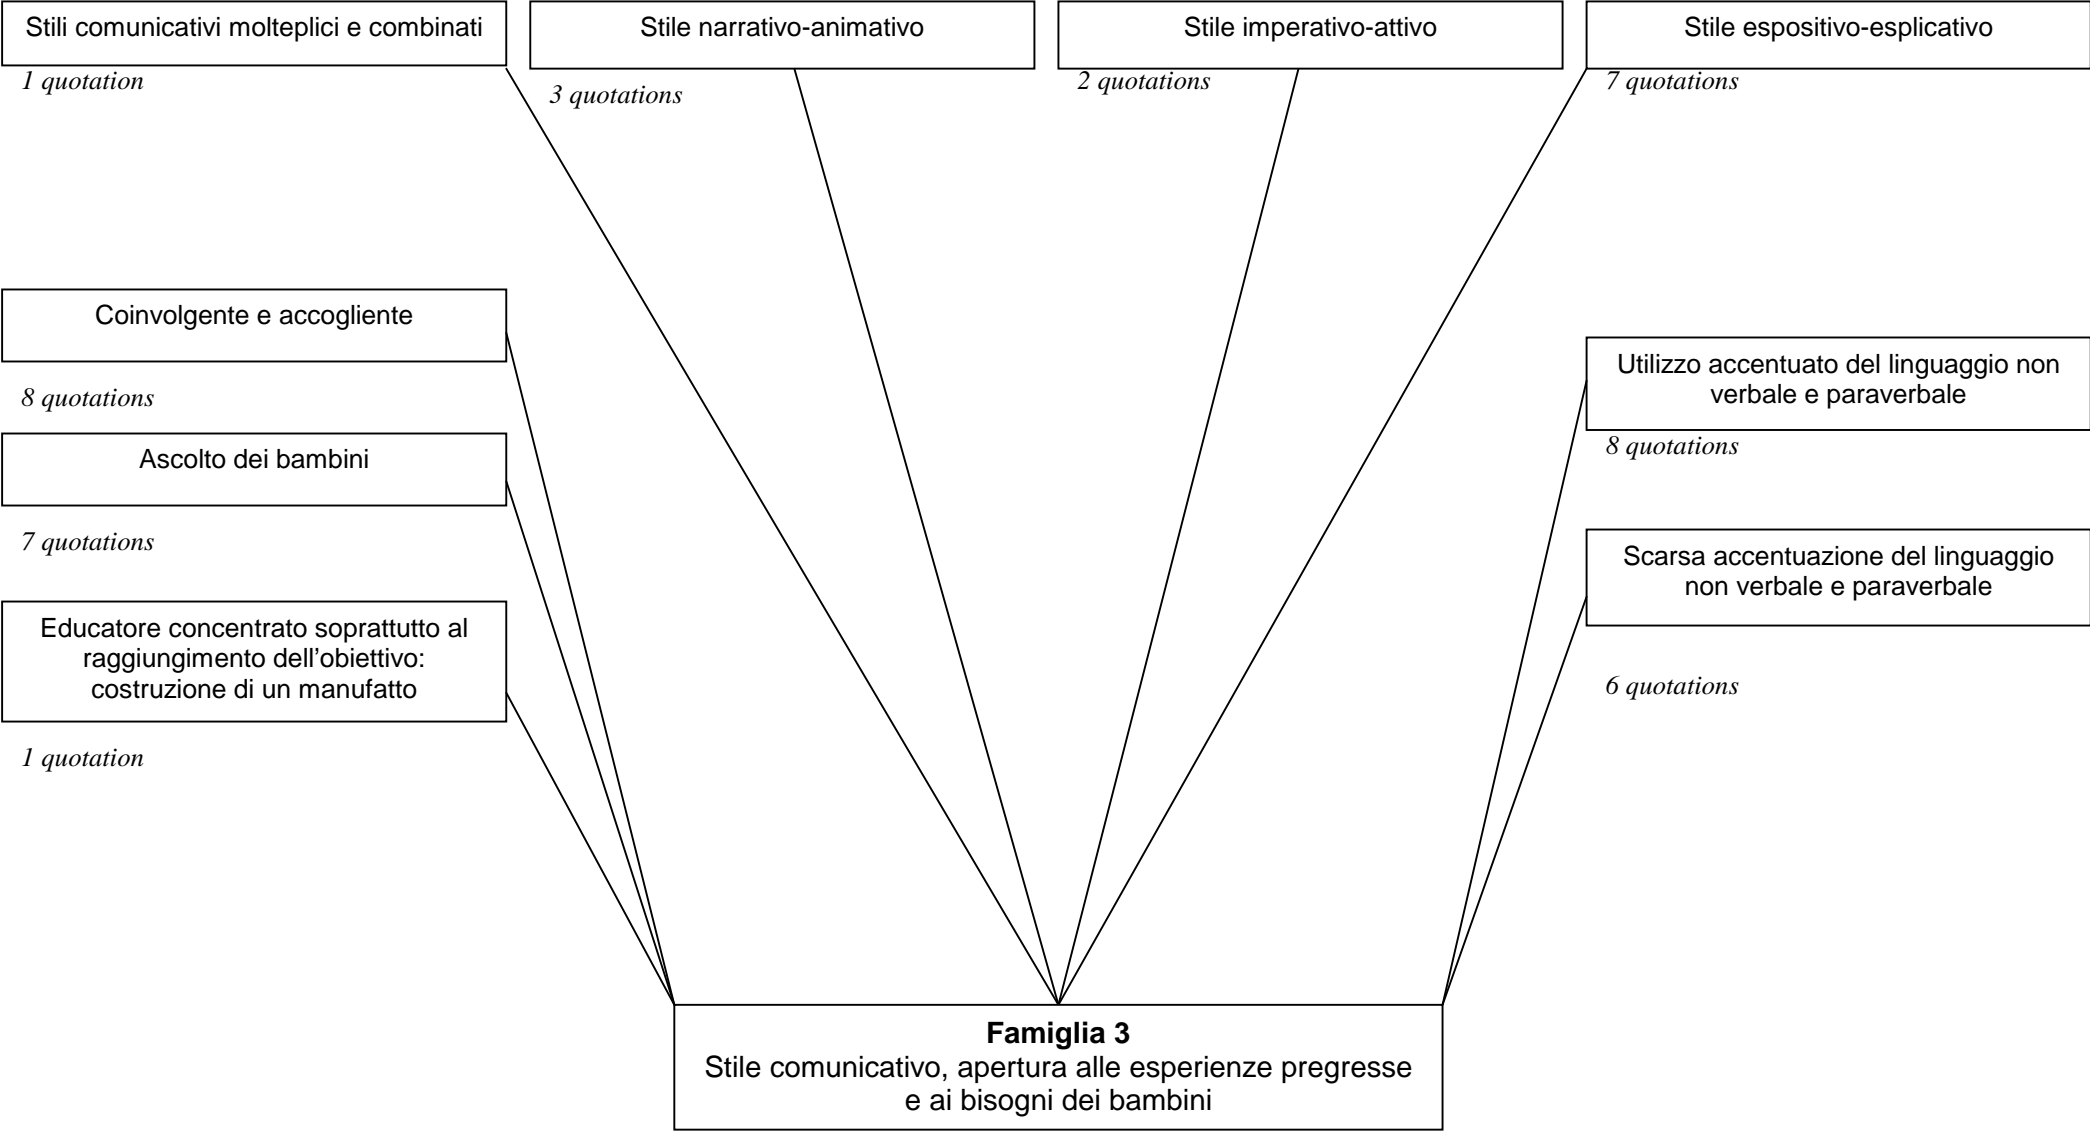 Stili comunicativi molteplici e combinati
1 quotation
Stile narrativo-animativo
3 quotations
Stile imperativo-attivo
2 quotations
Stile espositivo-esplicativo
7 quotations
Coinvolgente e accogliente
8 quotations
Ascolto dei bambini
7 quotations
Educatore concentrato soprattutto al
raggiungimento dell’obiettivo:
costruzione di un manufatto
1 quotation
Utilizzo accentuato del linguaggio non
verbale e paraverbale
8 quotations
Scarsa accentuazione del linguaggio
non verbale e paraverbale
6 quotations
Famiglia 3
Stile comunicativo, apertura alle esperienze pregresse
e ai bisogni dei bambini